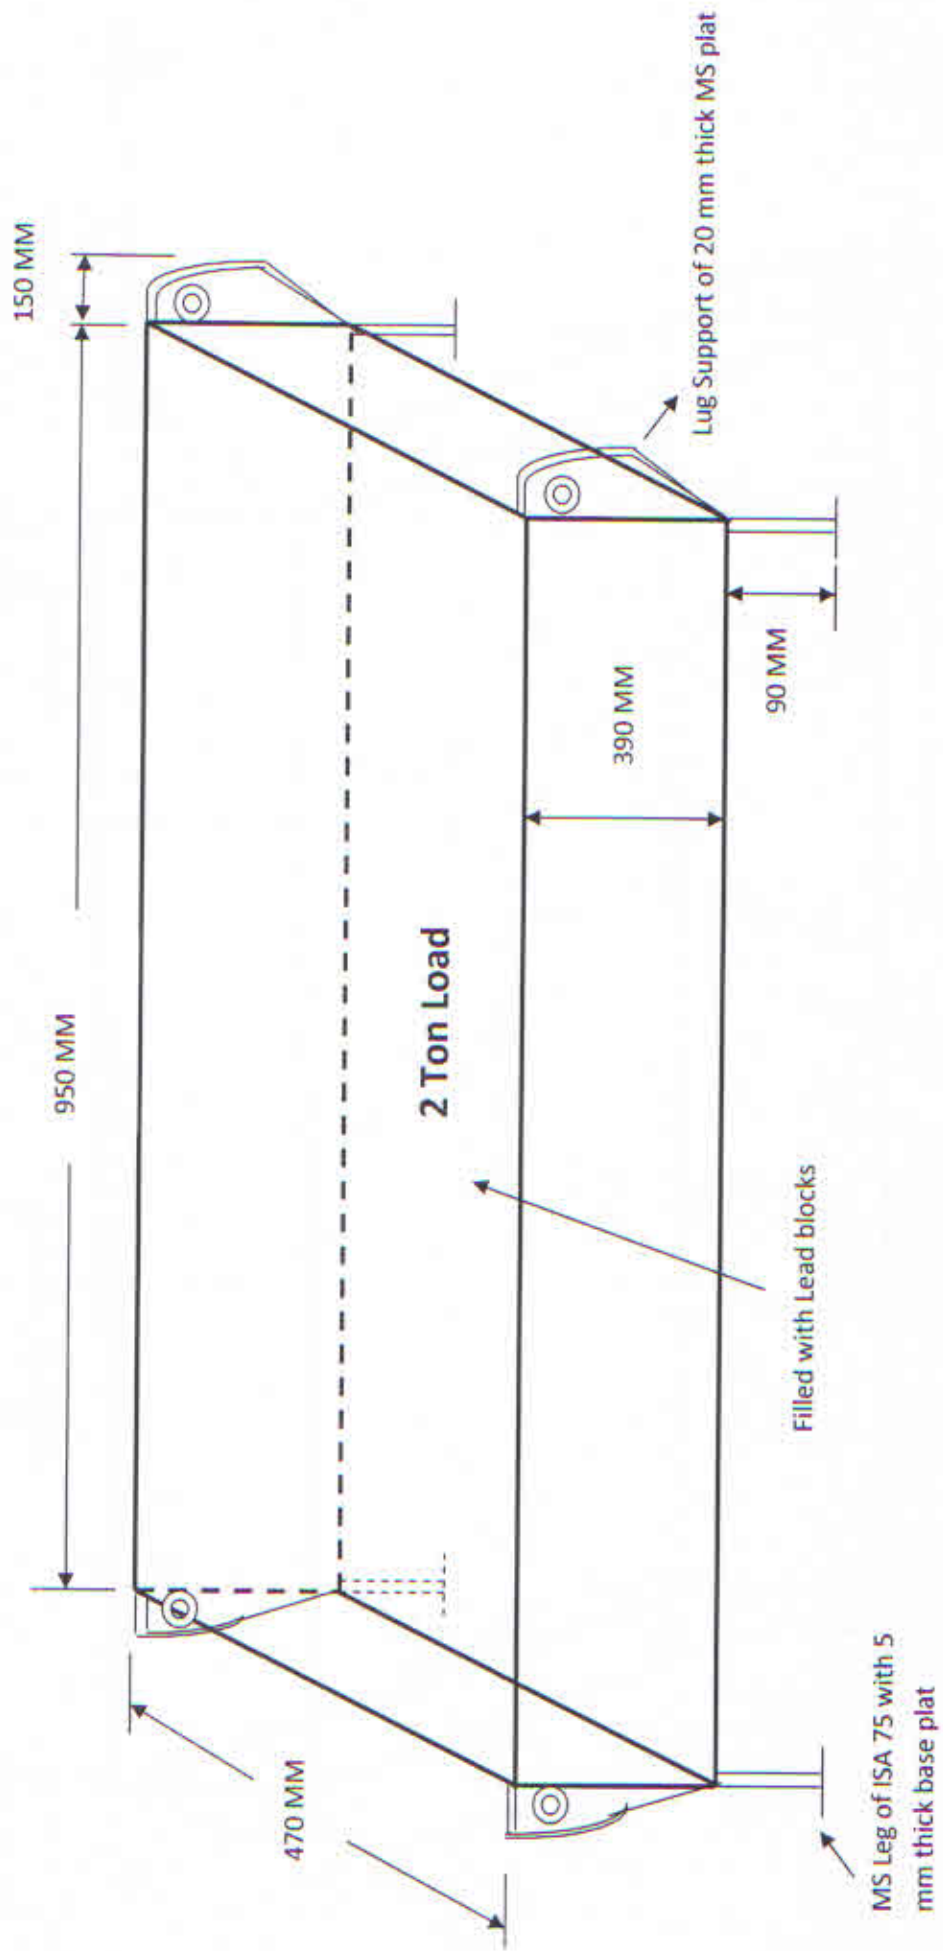 150 MM
950 MM
Lug Support of 20 mm thick MS plat
2 Ton Load
390 MM
90 MM
470 MM
Filled with Lead blocks
MS Leg of ISA 75 with 5
mm thick base plat